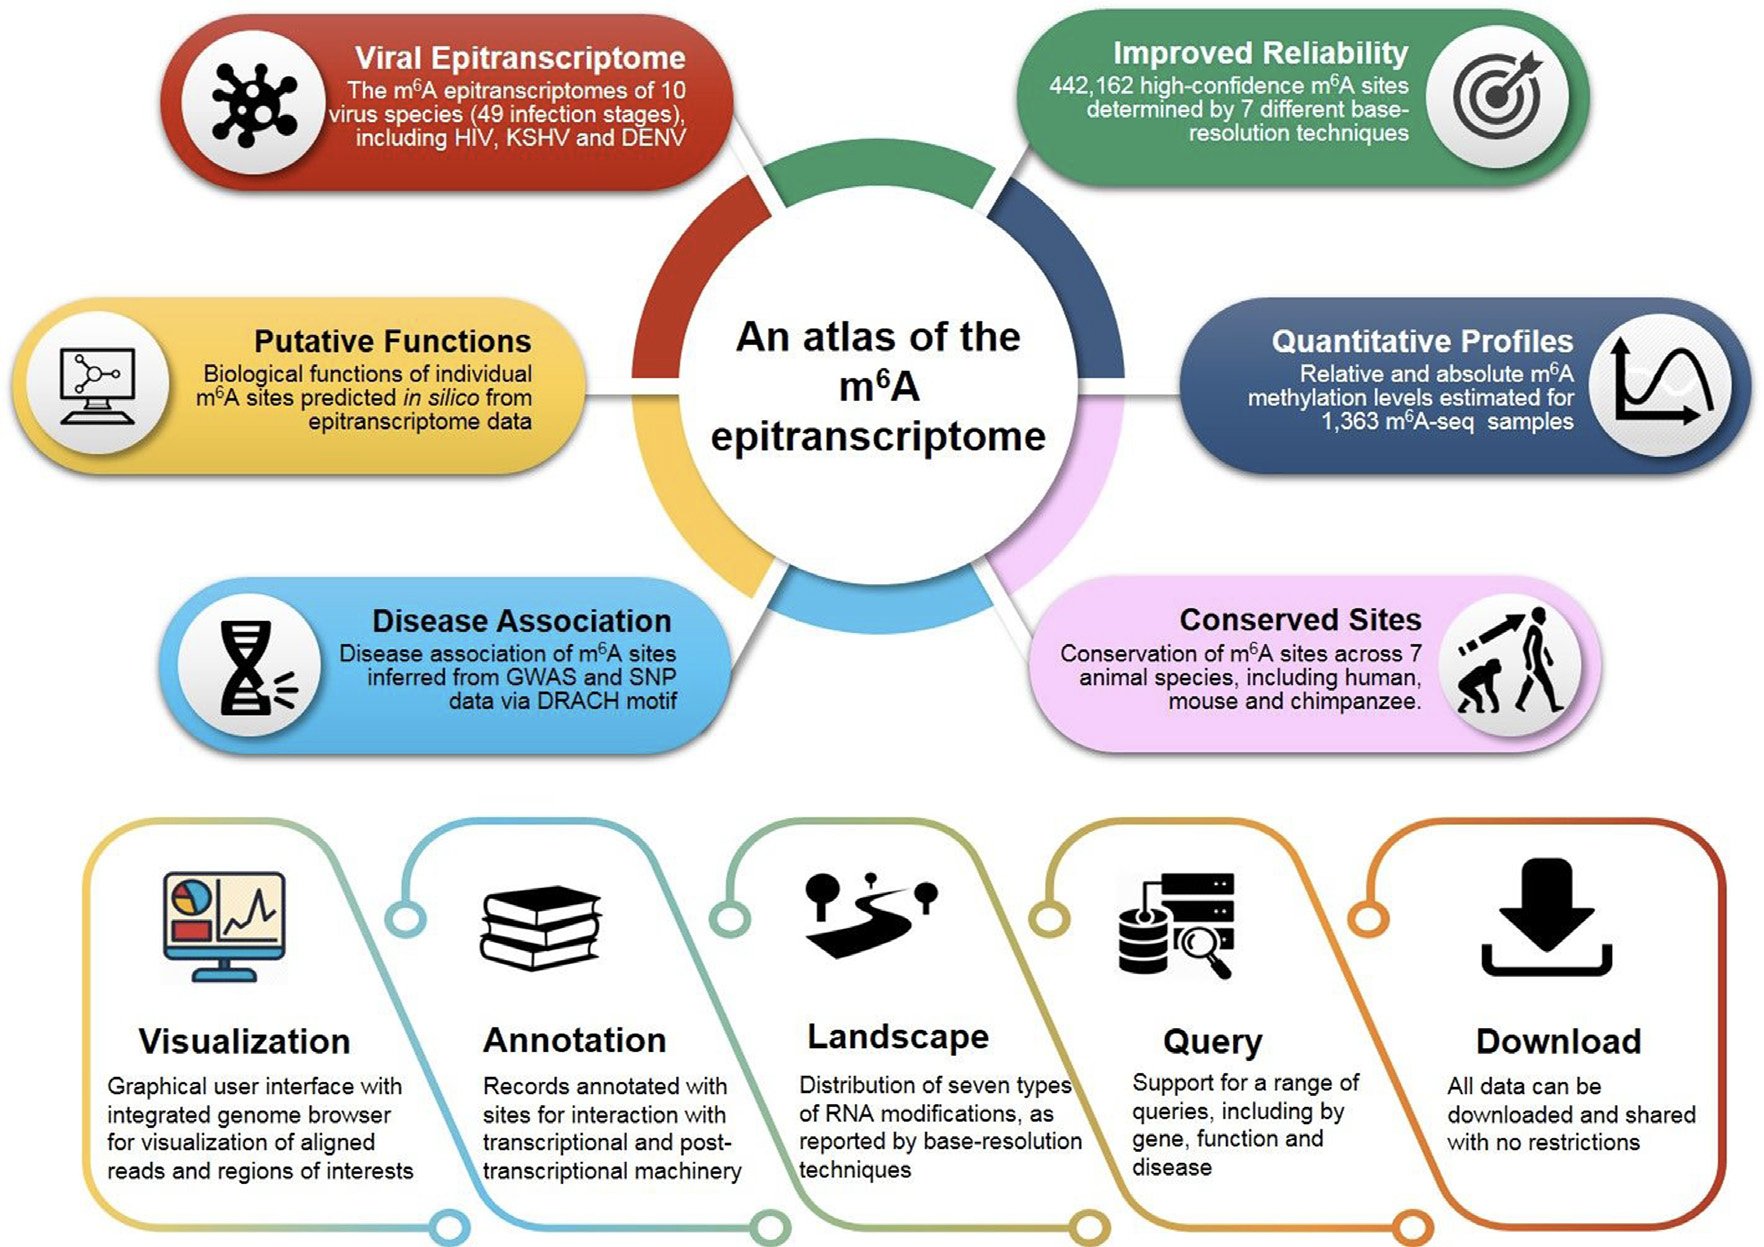 Viral Epitranscriptome
The m⁶A epitranscriptomes of 10
virus species (49 infection stages),
including HIV, KSHV and DENV
Improved Reliability
442,162 high-confidence m⁶A sites
determined by 7 different base-
resolution techniques
Putative Functions
Biological functions of individual
m⁶A sites predicted in silico from
epitranscriptome data
An atlas of the
m⁶A
epitranscriptome
Quantitative Profiles
Relative and absolute m⁶A
methylation levels estimated for
1,363 m⁶A-seq samples
Disease Association
Disease association of m⁶A sites
inferred from GWAS and SNP
data via DRACH motif
Conserved Sites
Conservation of m⁶A sites across 7
animal species, including human,
mouse and chimpanzee.
Visualization
Graphical user interface with
integrated genome browser
for visualization of aligned
reads and regions of interests
Annotation
Records annotated with
sites for interaction with
transcriptional and post-
transcriptional machinery
Landscape
Distribution of seven types
of RNA modifications, as
reported by base-resolution
techniques
Query
Support for a range of
queries, including by
gene, function and
disease
Download
All data can be
downloaded and shared
with no restrictions